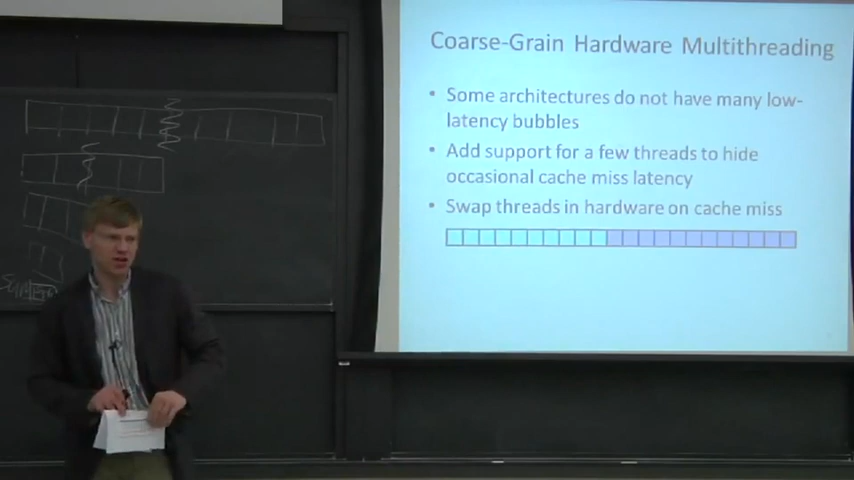 Coarse-Grain Hardware Multithreading
• Some architectures do not have many low-
latency bubbles
• Add support for a few threads to hide
occasional cache miss latency
• Swap threads in hardware on cache miss